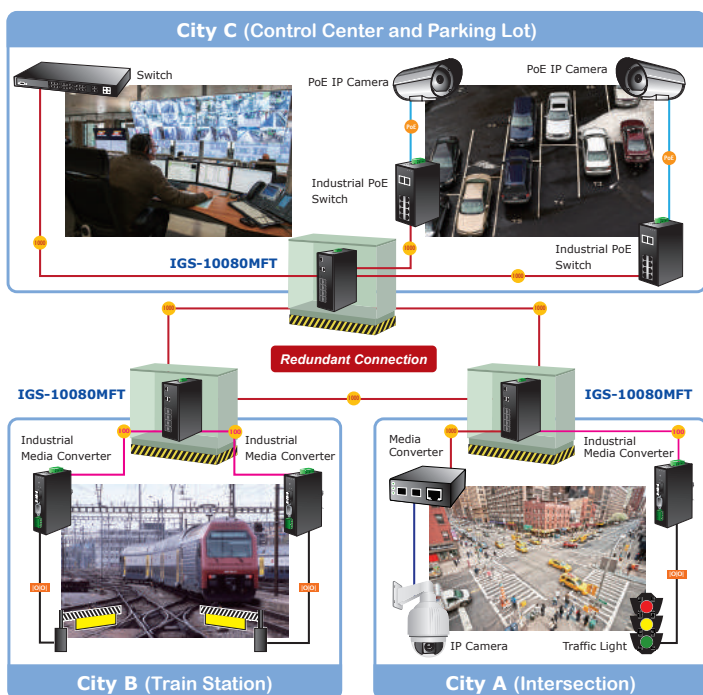 City C (Control Center and Parking Lot)
Switch
PoE IP Camera
PoE IP Camera
PoE
PoE
Industrial PoE
Switch
Industrial PoE
Switch
1000
1000
1000
IGS-10080MFT
1000
1000
Redundant Connection
IGS-10080MFT
IGS-10080MFT
1000
Industrial
Media Converter
100
100
Industrial
Media Converter
Media
Converter
1000
100
Industrial
Media Converter
|O|O|
|O|O|
|O|O|
IP Camera
Traffic Light
City B (Train Station)
City A (Intersection)